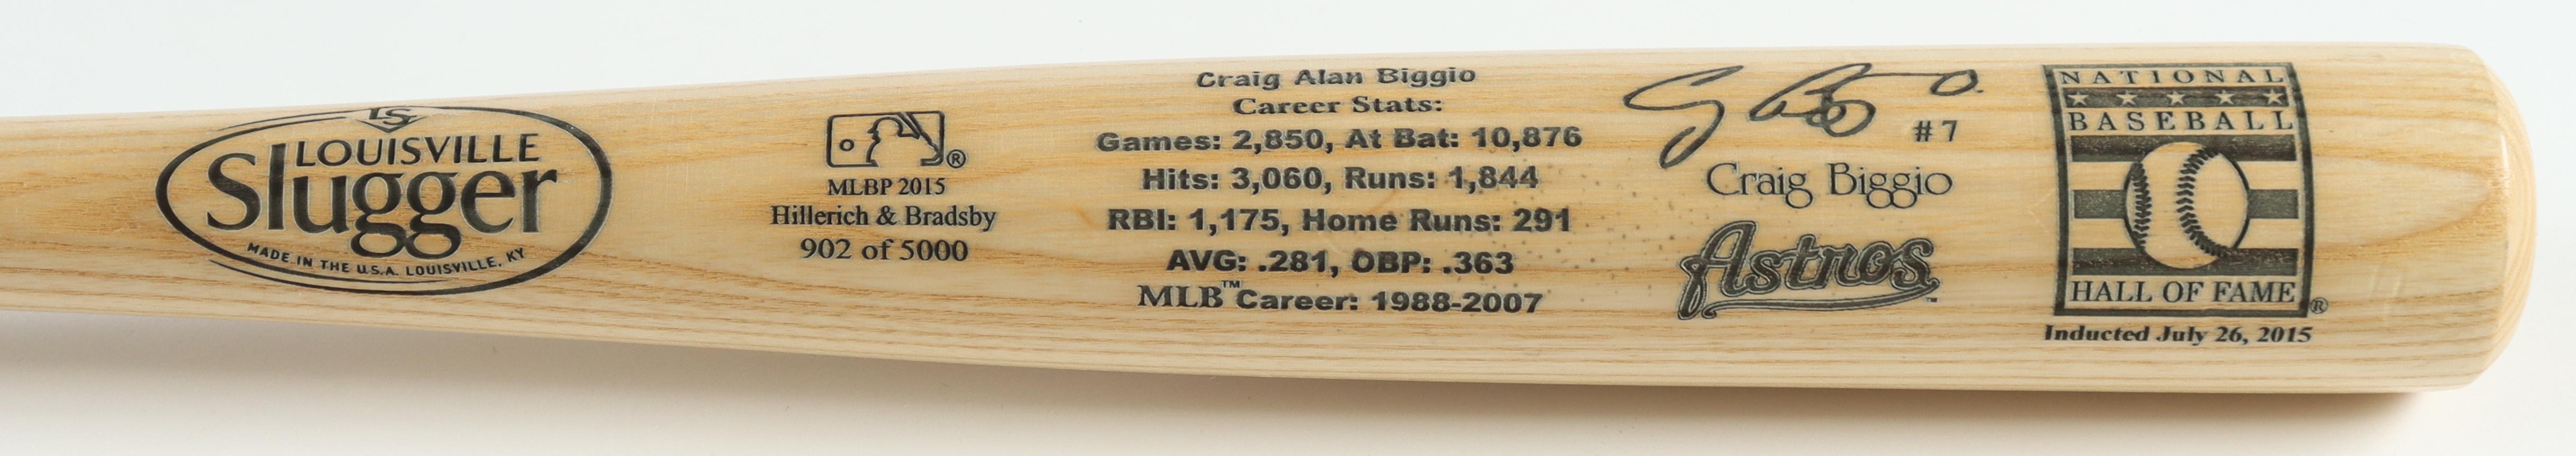 LS
LOUISVILLE
Slugger
MADE IN THE U.S.A. LOUISVILLE, KY
®
MLBP 2015
Hillerich & Bradsby
902 of 5000
Craig Alan Biggio
Career Stats:
Games: 2,850, At Bat: 10,876
Hits: 3,060, Runs: 1,844
RBI: 1,175, Home Runs: 291
AVG: .281, OBP: .363
MLB™ Career: 1988-2007
#7
Craig Biggio
Astros™
NATIONAL
BASEBALL
HALL OF FAME®
Inducted July 26, 2015